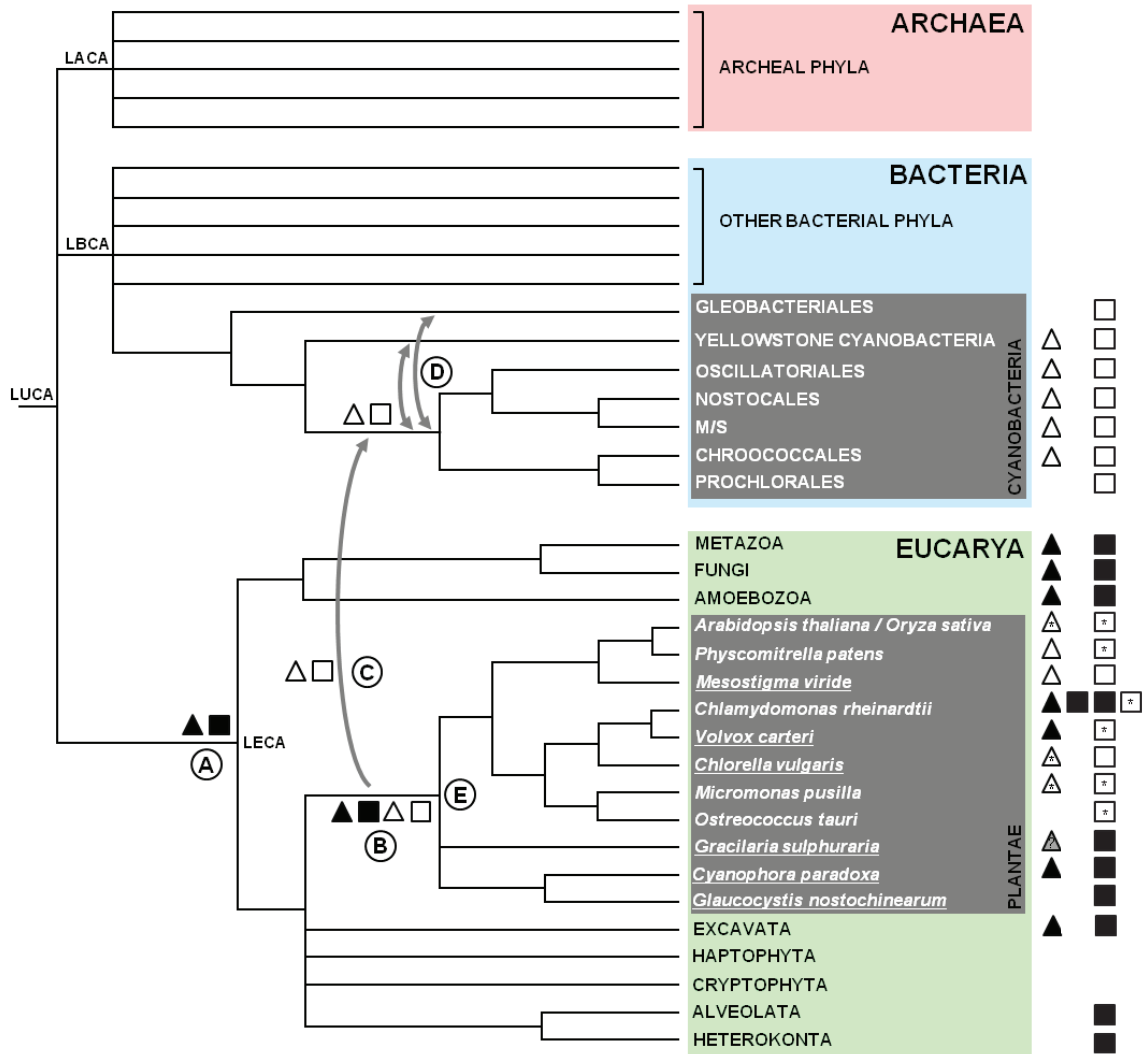 ARCHAEA
LACA
ARCHEAL PHYLA
BACTERIA
OTHER BACTERIAL PHYLA
LBCA
GLEOBACTERIALES
YELLOWSTONE CYANOBACTERIA
D
OSCILLATORIALES
LUCA
NOSTOCALES
M/S
CHROOCOCCALES
PROCHLORALES
CYANOBACTERIA
METAZOA
EUCARYA
FUNGI
AMOEBOZOA
Arabidopsis thaliana / Oryza sativa
* *
Physcomitrella patens
*
C
Mesostigma viride
Chlamydomonas rheinardtii
*
Volvox carteri
*
LECA
A
Chlorella vulgaris
*
E
Micromonas pusilla
* *
Ostreococcus tauri
*
B
Gracilaria sulphuraria
?
Cyanophora paradoxa
Glaucocystis nostochinearum
PLANTAE
EXCAVATA
HAPTOPHYTA
CRYPTOPHYTA
ALVEOLATA
HETEROKONTA